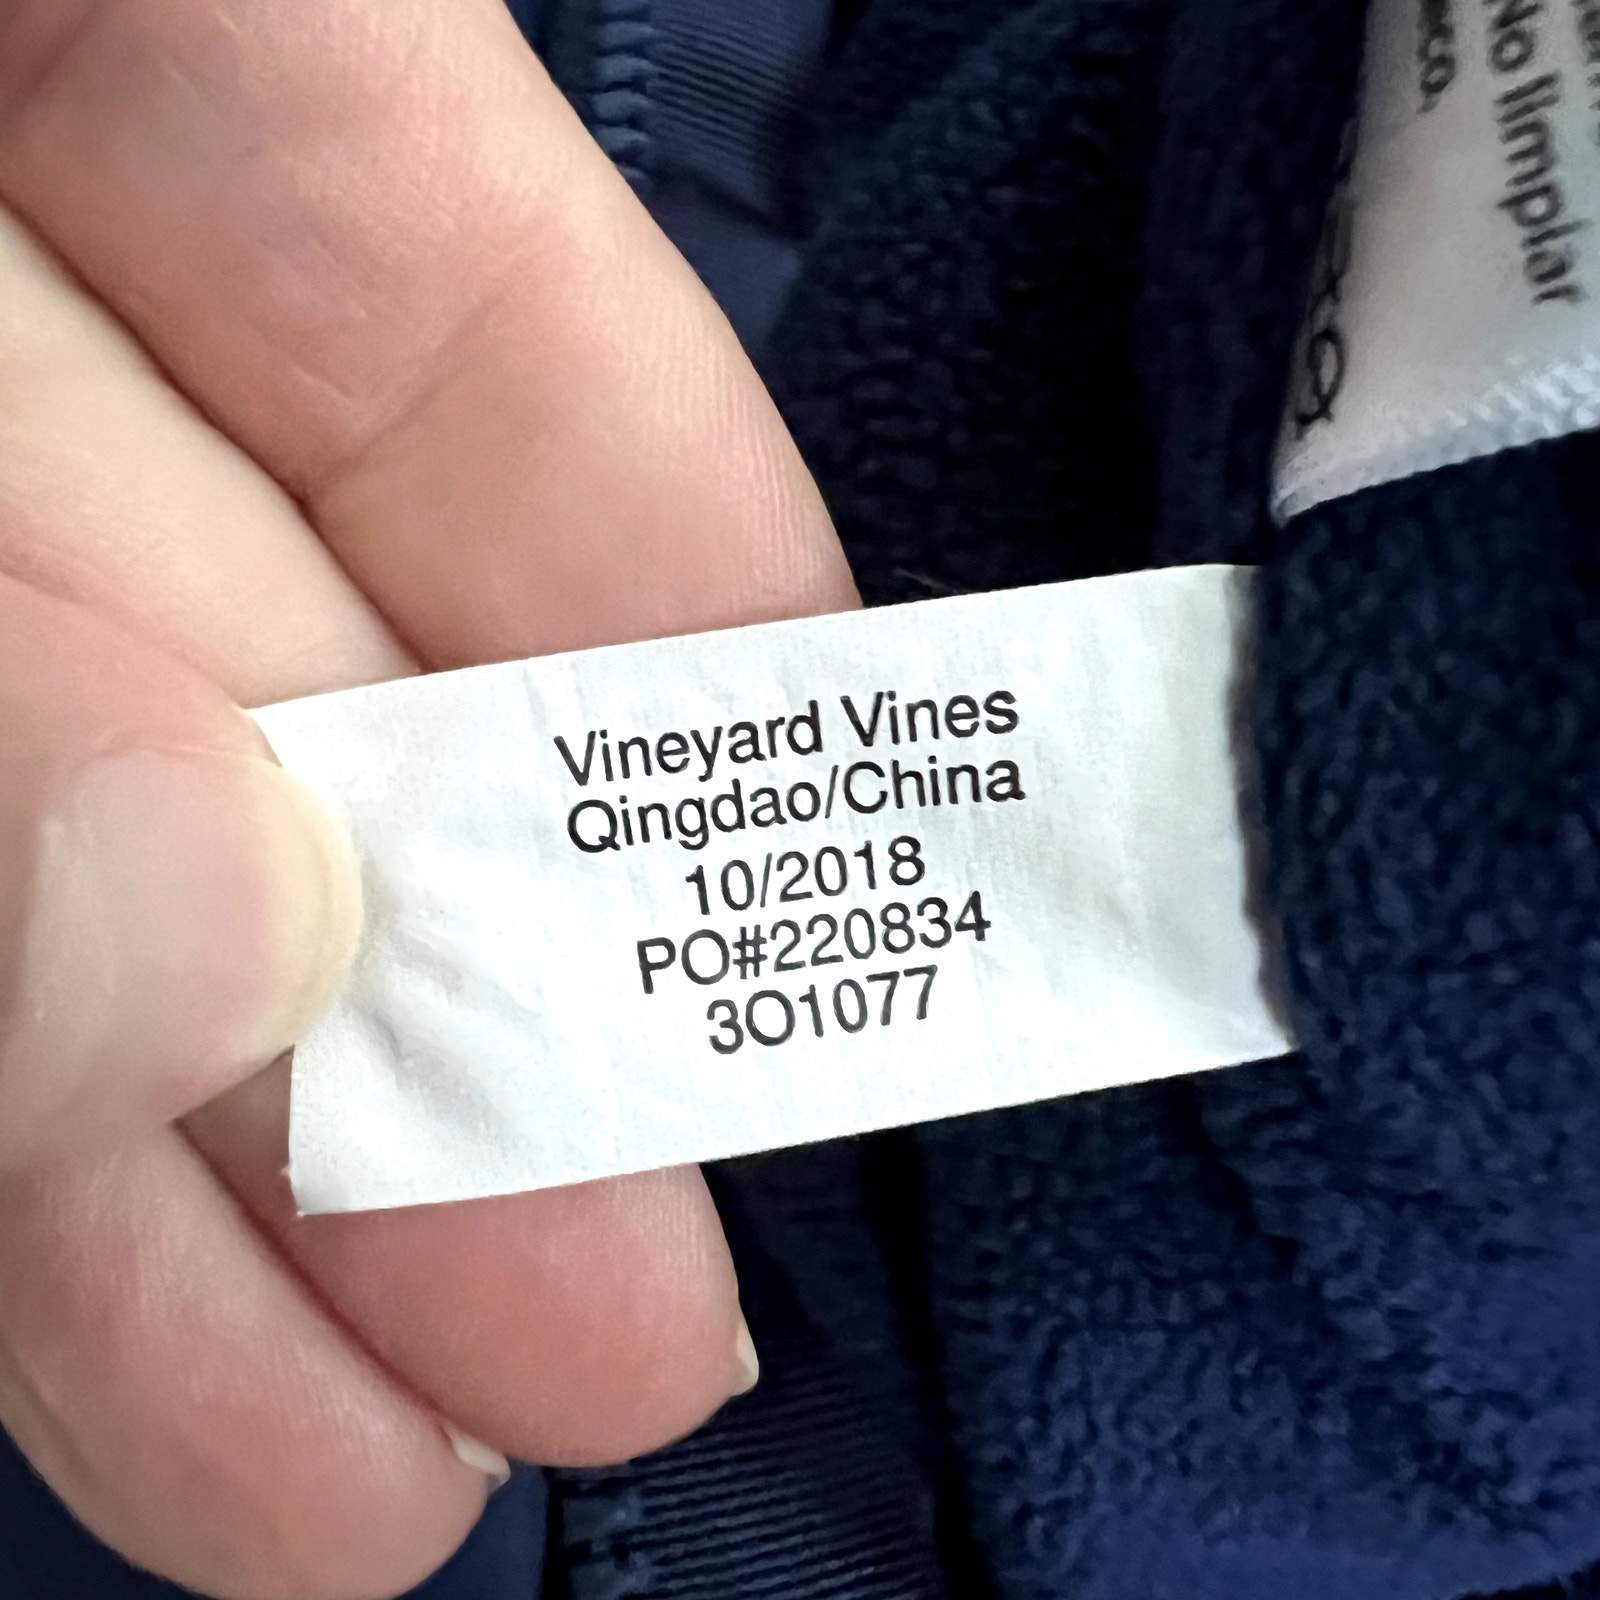 Vineyard Vines
Qingdao/China
10/2018
PO#220834
3O1077
No limpiar